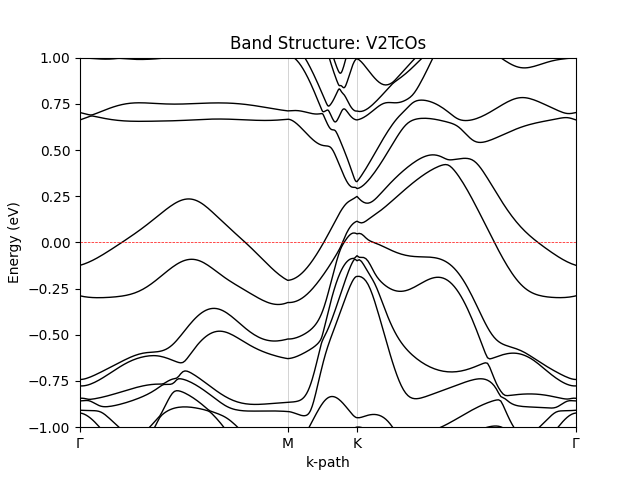 Band Structure: V2TcOs
1.00
0.75
0.50
0.25
0.00
−0.25
−0.50
−0.75
−1.00
Energy (eV)
Γ M K Γ
k-path